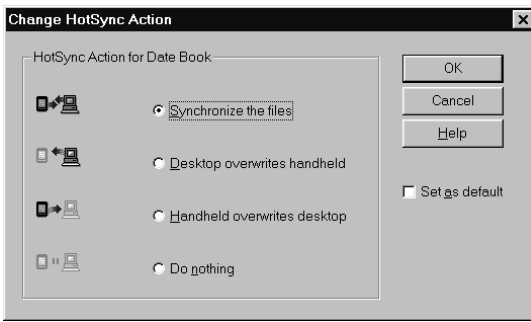 Change HotSync Action
HotSync Action for Date Book
Synchronize the files
Desktop overwrites handheld
Handheld overwrites desktop
Do nothing
OK
Cancel
Help
Set as default